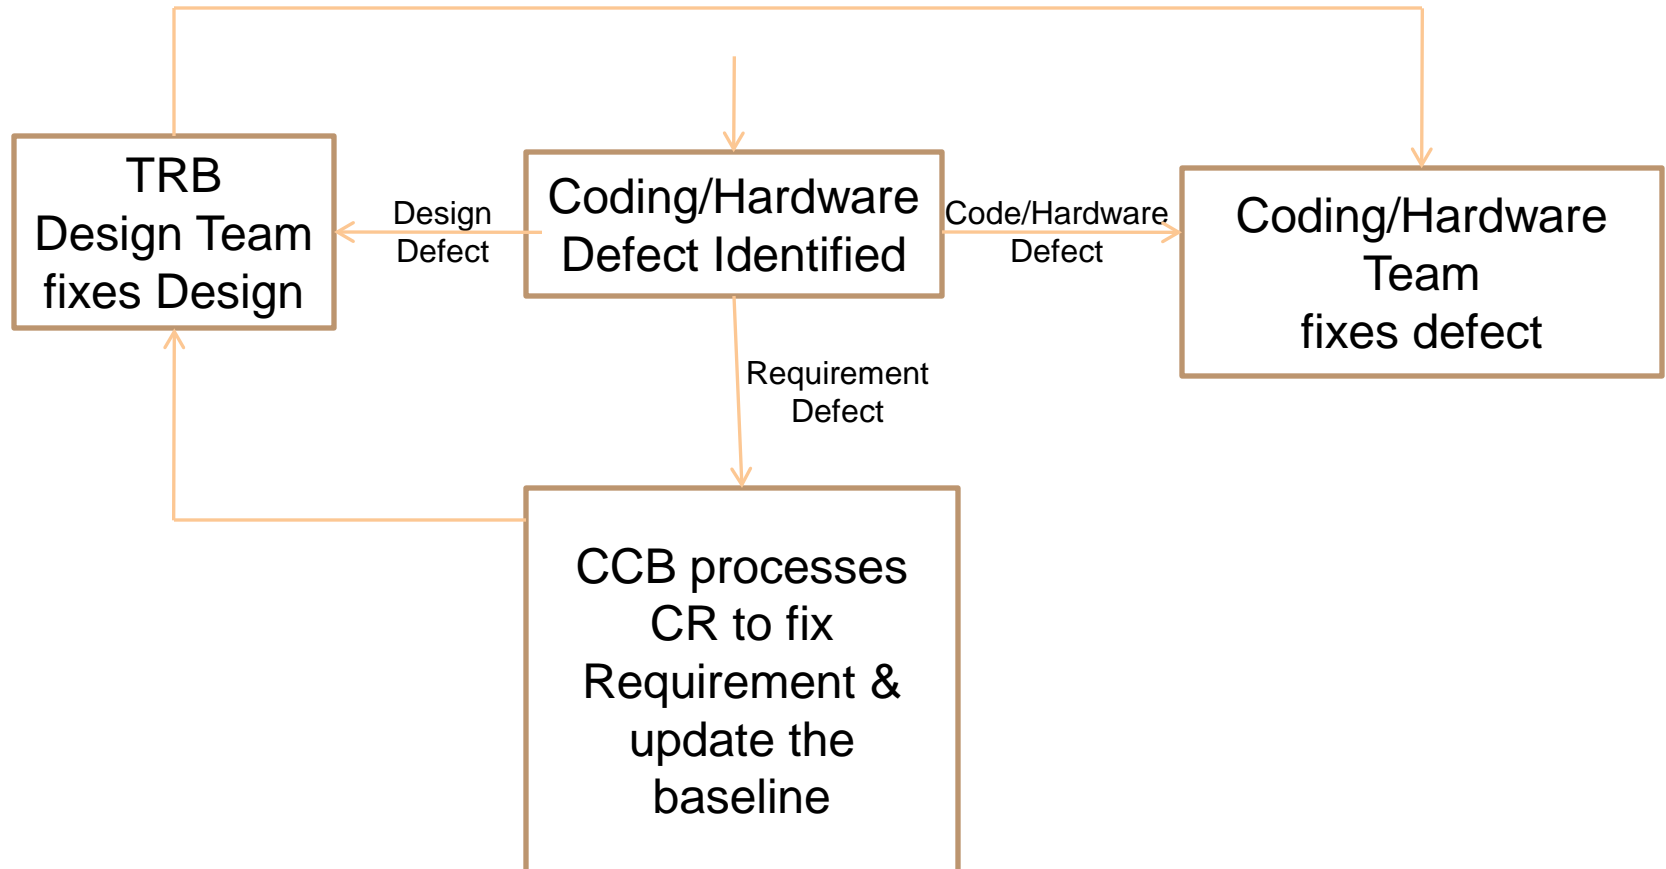 TRB
Design Team
fixes Design
Design
Defect
Coding/Hardware
Defect Identified
Code/Hardware
Defect
Coding/Hardware
Team
fixes defect
Requirement
Defect
CCB processes
CR to fix
Requirement &
update the
baseline